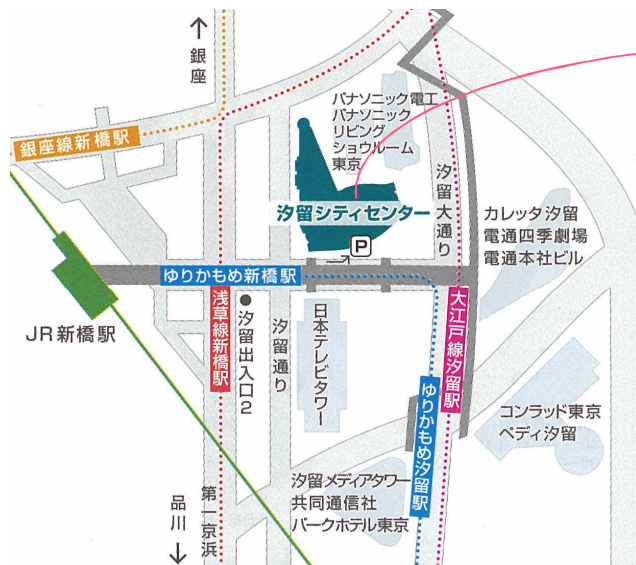 銀座
パナソニック電工
パナソニック
リビング
ショウルーム
東京
銀座線新橋駅
汐留シティセンター
汐留大通り
カレッタ汐留
電通四季劇場
電通本社ビル
P
ゆりかもめ新橋駅
JR新橋駅
浅草線新橋駅
汐留出入口2
汐留通り
日本テレビタワー
大江戸線汐留駅
ゆりかもめ汐留駅
コンラッド東京
ペディ汐留
汐留メディアタワー
共同通信社
パークホテル東京
品川
第一京浜